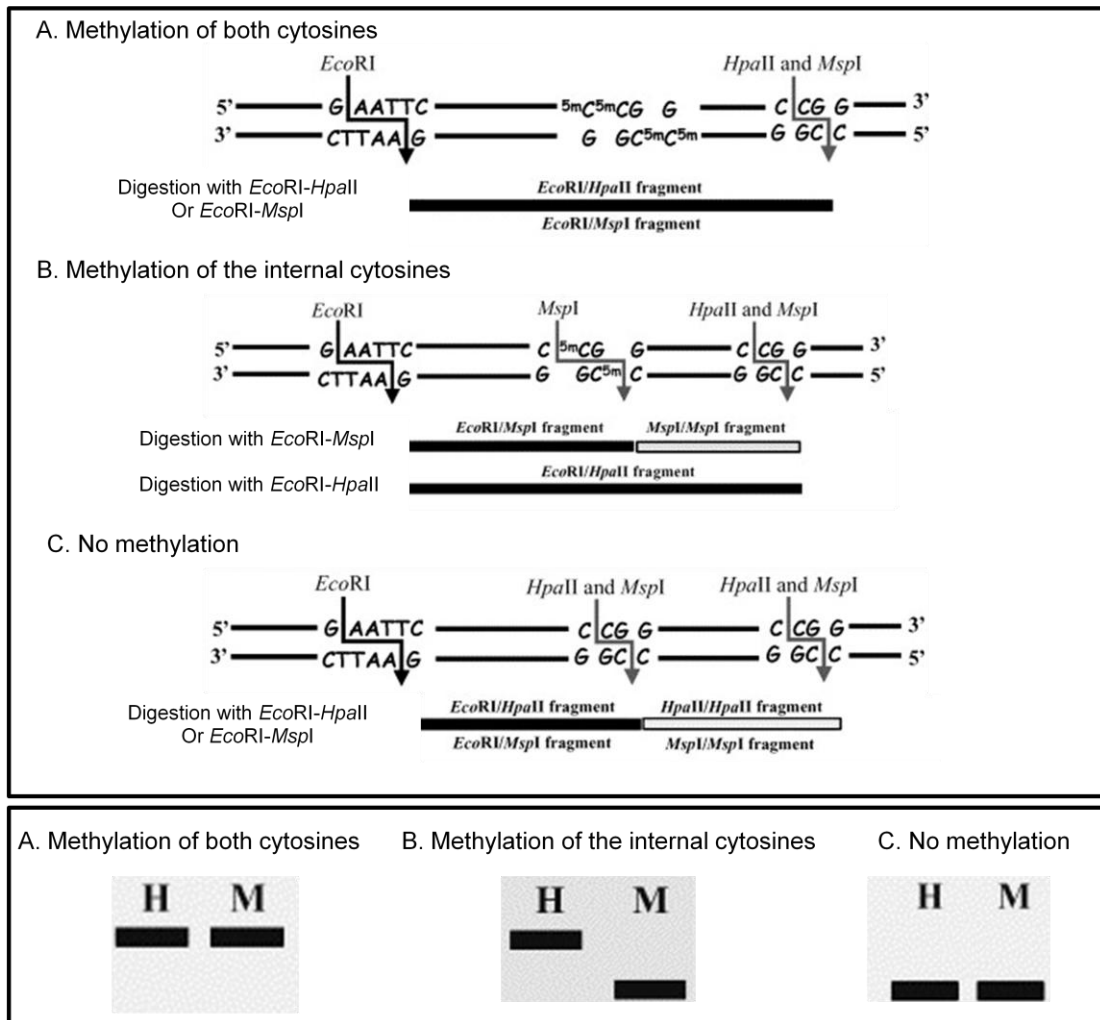 A. Methylation of both cytosines
EcoRI HpaII and MspI
5’ G AATTC 5mC5mCG G C CG G 3’
3’ CTTAA G G GC5mC5m G GC C 5’
Digestion with EcoRI-HpaII
Or EcoRI-MspI
EcoRI/HpaII fragment
EcoRI/MspI fragment
B. Methylation of the internal cytosines
EcoRI MspI HpaII and MspI
5’ G AATTC C 5mCG G C CG G 3’
3’ CTTAA G G GC5m C G GC C 5’
Digestion with EcoRI-MspI
EcoRI/MspI fragment MspI/MspI fragment
Digestion with EcoRI-HpaII
EcoRI/HpaII fragment
C. No methylation
EcoRI HpaII and MspI HpaII and MspI
5’ G AATTC C CG G C CG G 3’
3’ CTTAA G G GC C G GC C 5’
Digestion with EcoRI-HpaII
Or EcoRI-MspI
EcoRI/HpaII fragment HpaII/HpaII fragment
EcoRI/MspI fragment MspI/MspI fragment
A. Methylation of both cytosines B. Methylation of the internal cytosines C. No methylation
H M H M H M